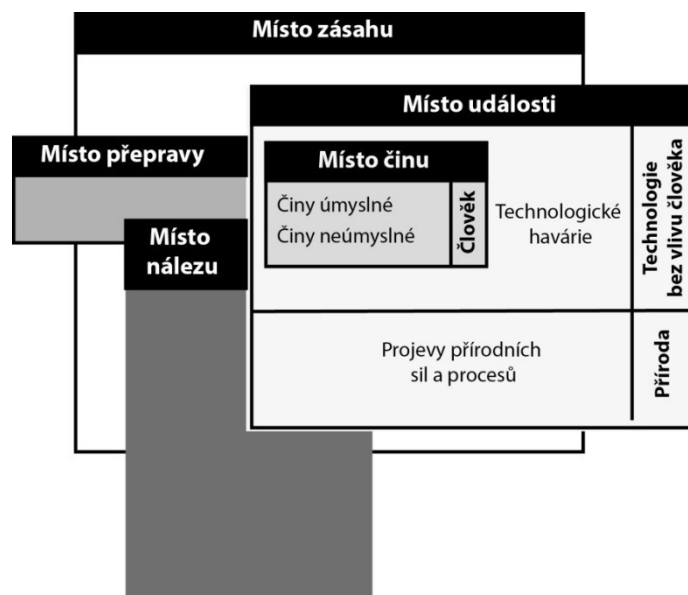 Místo zásahu
Místo události
Místo přepravy
Místo činu
Činy úmyslné
Činy neúmyslné
Člověk
Technologické
havárie
Technologie
bez vlivu člověka
Místo
nálezu
Projevy přírodních
sil a procesů
Příroda